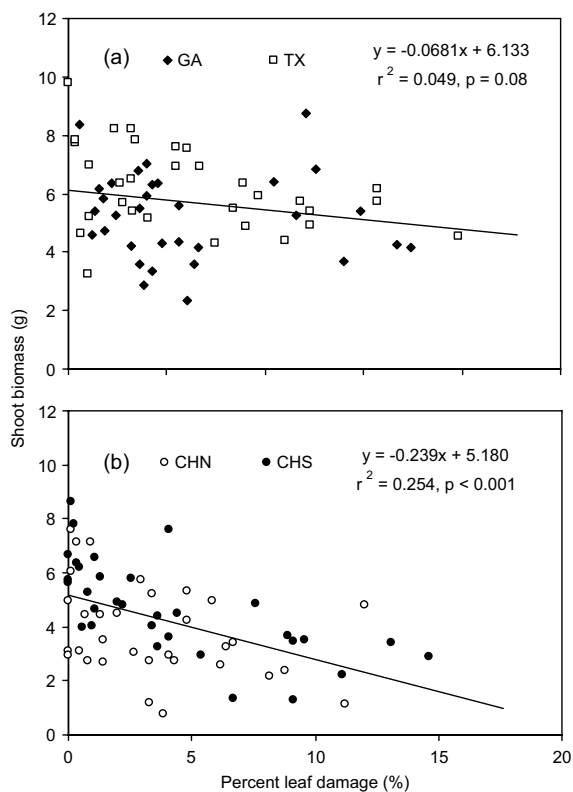 12
(a) GA TX y = -0.0681x + 6.133
r² = 0.049, p = 0.08
10
8
6
4
2
0
Shoot biomass (g)
12
(b) CHN CHS y = -0.239x + 5.180
r² = 0.254, p < 0.001
10
8
6
4
2
0
0 5 10 15 20
Percent leaf damage (%)